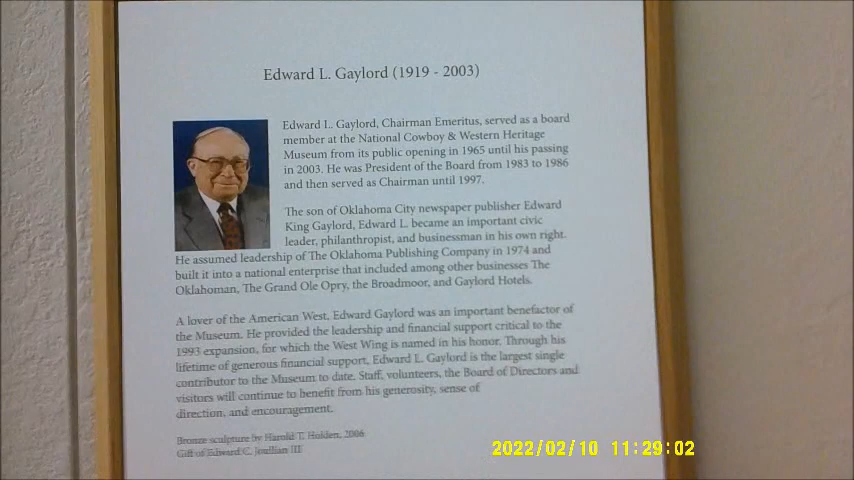 Edward L. Gaylord (1919 - 2003)
Edward L. Gaylord, Chairman Emeritus, served as a board
member at the National Cowboy & Western Heritage
Museum from its public opening in 1965 until his passing
in 2003. He was President of the Board from 1983 to 1986
and then served as Chairman until 1997.
The son of Oklahoma City newspaper publisher Edward
King Gaylord, Edward L. became an important civic
leader, philanthropist, and businessman in his own right.
He assumed leadership of The Oklahoma Publishing Company in 1974 and
built it into a national enterprise that included among other businesses The
Oklahoman, The Grand Ole Opry, the Broadmoor, and Gaylord Hotels.
A lover of the American West, Edward Gaylord was an important benefactor of
the Museum. He provided the leadership and financial support critical to the
1993 expansion, for which the West Wing is named in his honor. Through his
lifetime of generous financial support, Edward L. Gaylord is the largest single
contributor to the Museum to date. Staff, volunteers, the Board of Directors and
visitors will continue to benefit from his generosity, sense of
direction, and encouragement.
Bronze sculpture by Harold T. Holden, 2006
Gift of Edward C. III
2022/02/10 11:29:02